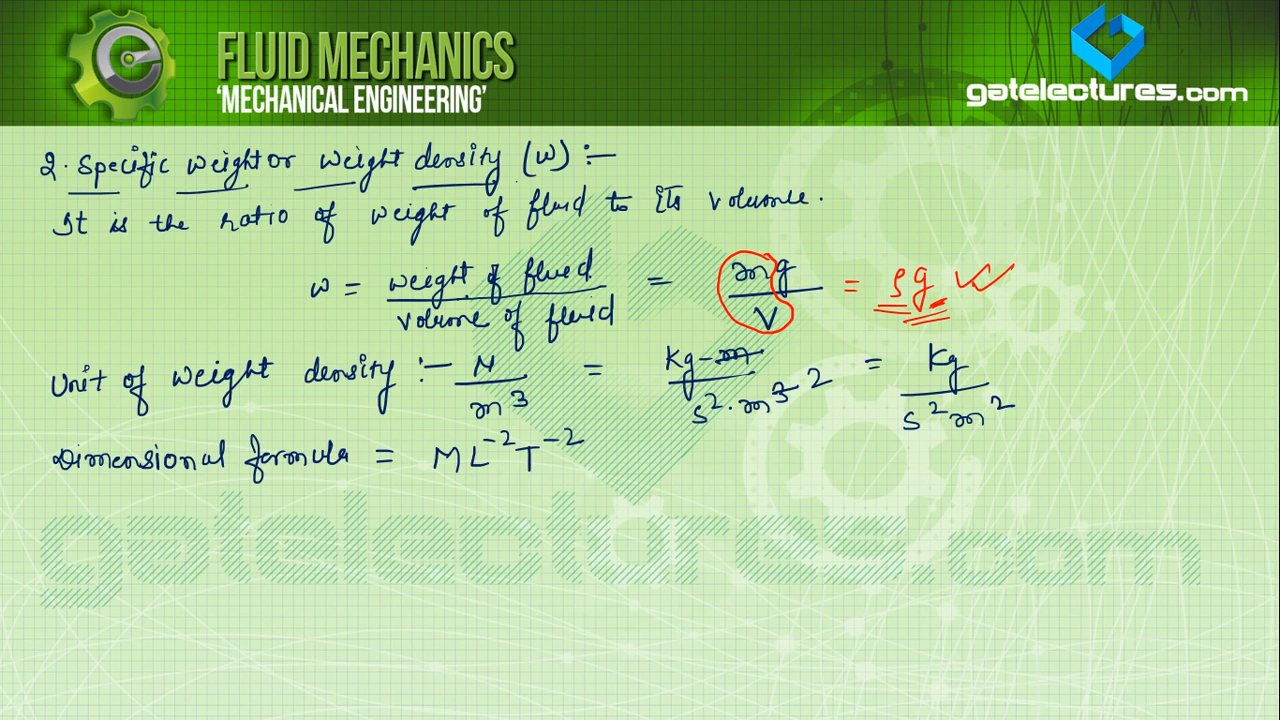 FLUID MECHANICS
'MECHANICAL ENGINEERING'
gatelectures.com
2. Specific weight or weight density (w) :-
It is the ratio of weight of fluid to its volume.
w = weight of fluid / volume of fluid = mg / V = ρg
Unit of weight density :- N / m³ = kg-m / s².m³ 2 = kg / s²m²
Dimensional formula = ML⁻²T⁻²
gatelectures.com